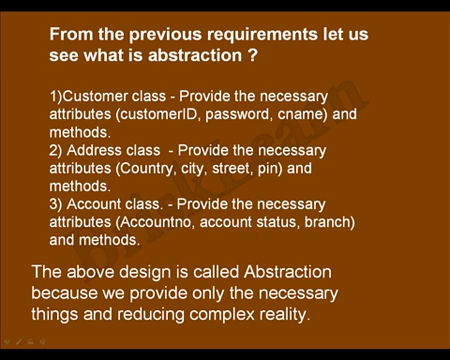 From the previous requirements let us
see what is abstraction ?
1)Customer class - Provide the necessary
attributes (customerID, password, cname) and
methods.
2) Address class - Provide the necessary
attributes (Country, city, street, pin) and
methods.
3) Account class. - Provide the necessary
attributes (Accountno, account status, branch)
and methods.
The above design is called Abstraction
because we provide only the necessary
things and reducing complex reality.